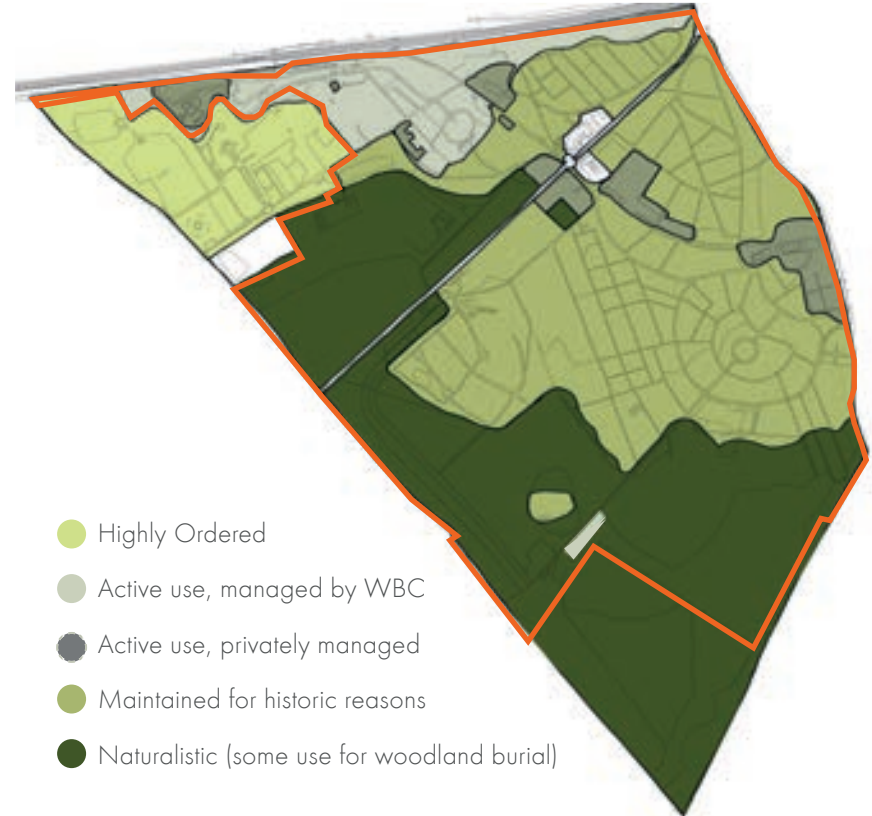 Highly Ordered
Active use, managed by WBC
Active use, privately managed
Maintained for historic reasons
Naturalistic (some use for woodland burial)